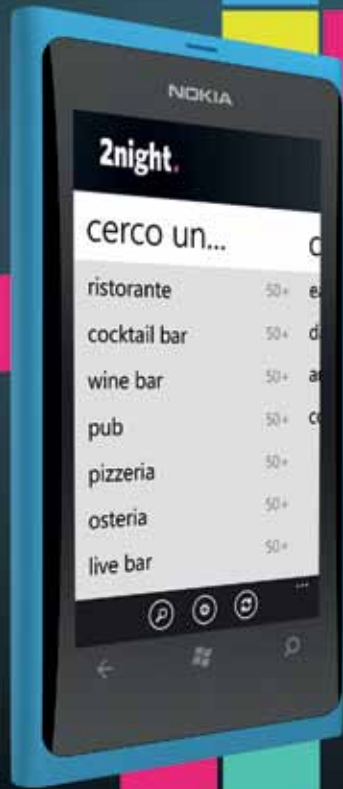 NOKIA
2night.
cerco un...
ristorante 50+
cocktail bar 50+
wine bar 50+
pub 50+
pizzeria 50+
osteria 50+
live bar 50+